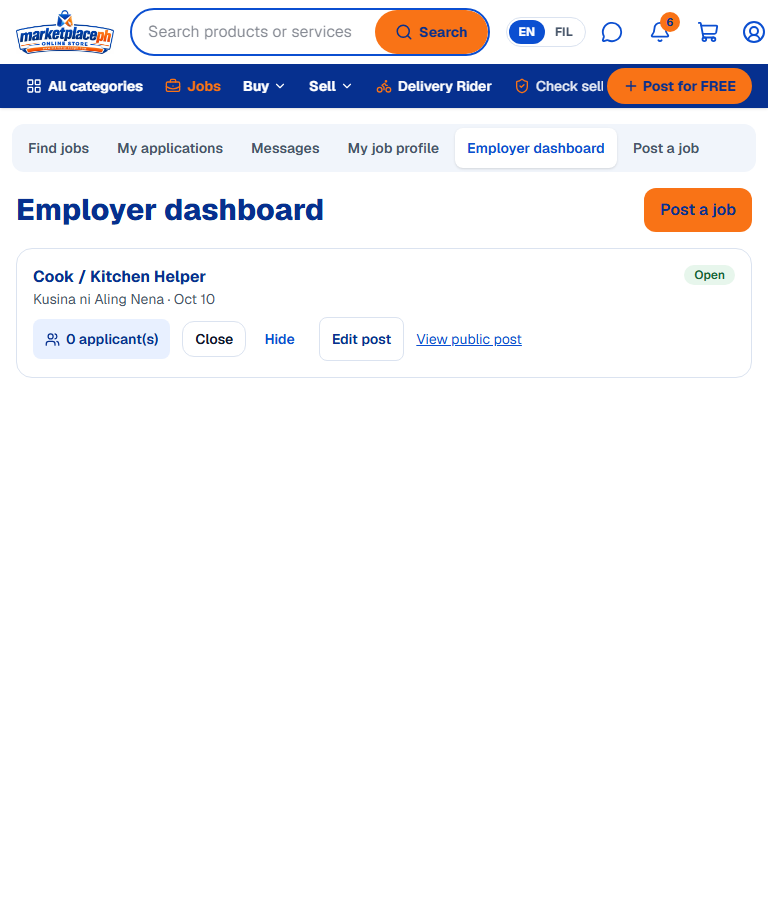 marketplaceph
ONLINE STORE
Search products or services
Search
EN FIL
6
All categories Jobs Buy Sell Delivery Rider Check sell Post for FREE
Find jobs My applications Messages My job profile Employer dashboard Post a job
Employer dashboard
Post a job
Cook / Kitchen Helper
Open
Kusina ni Aling Nena · Oct 10
0 applicant(s) Close Hide Edit post View public post